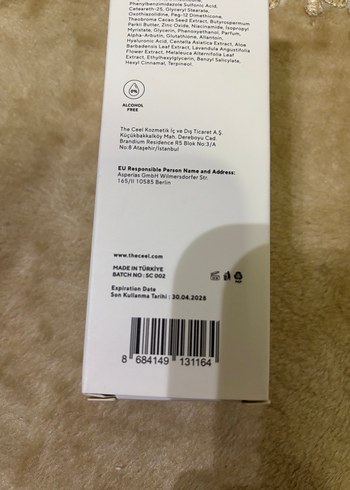 Phenylbenzimidazole Sulfonic Acid,
Ceteareth-25, Glyceryl Stearate,
Oxothiazolidine, Peg-12 Dimethicone,
Theobroma Cacao Seed Extract, Butyrospermum
Parkii Butter, Zinc Oxide, Niacinamide, Isopropyl
Myristate, Glycerin, Phenoxyethanol, Parfum,
Alpha-Arbutin, Glutathione, Allantoin,
Hyaluronic Acid, Centella Asiatica Extract, Aloe
Barbadensis Leaf Extract, Lavandula Angustifolia
Flower Extract, Melaleuca Alternifolia Leaf
Extract, Ethylhexylglycerin, Benzyl Salicylate,
Hexyl Cinnamal, Terpineol.
0%
ALCOHOL
FREE
The Ceel Kozmetik İç ve Dış Ticaret A.Ş.
Küçükbakkalköy Mah. Dereboyu Cad.
Brandium Residence R5 Blok No:3/A
No:8 Ataşehir/İstanbul
EU Responsible Person Name and Address:
Asperias GmbH Wilmersdorfer Str.
165/II 10585 Berlin
www.theceel.com
MADE IN TÜRKİYE
BATCH NO: SC 002
Expiration Date
Son Kullanma Tarihi : 30.04.2028
8 684149 131164